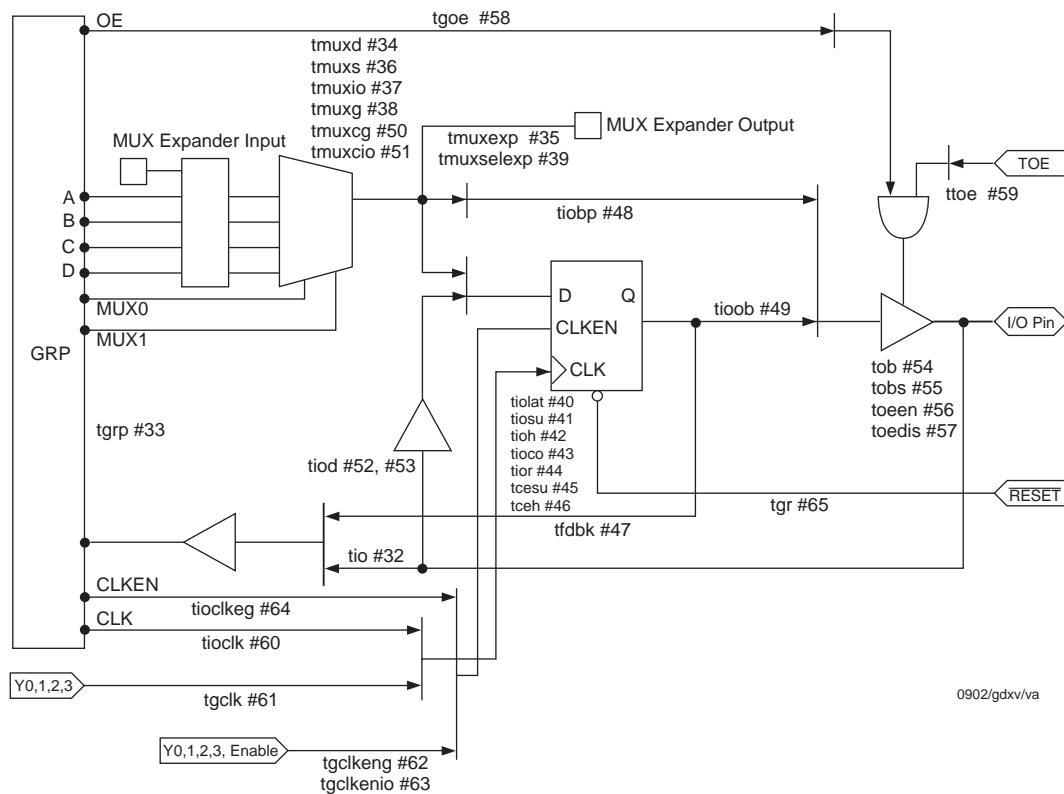 OE
tgoe #58
tmuxd #34
tmuxs #36
tmuxio #37
tmuxg #38
tmuxcg #50
tmuxcio #51
MUX Expander Input
tmuxexp #35
tmuxselexp #39
MUX Expander Output
TOE
ttoe #59
A
B
C
D
tiobp #48
MUX0
MUX1
GRP
D
Q
CLKEN
CLK
tioob #49
I/O Pin
tob #54
tobs #55
toeen #56
toedis #57
tiolat #40
tiosu #41
tioh #42
tioco #43
tior #44
tcesu #45
tceh #46
tgrp #33
tiod #52, #53
RESET
tgr #65
tfdbk #47
tio #32
CLKEN
tioclkeg #64
CLK
tioclk #60
Y0,1,2,3
tgclk #61
0902/gdxv/va
Y0,1,2,3, Enable
tgclkeng #62
tgclkenio #63